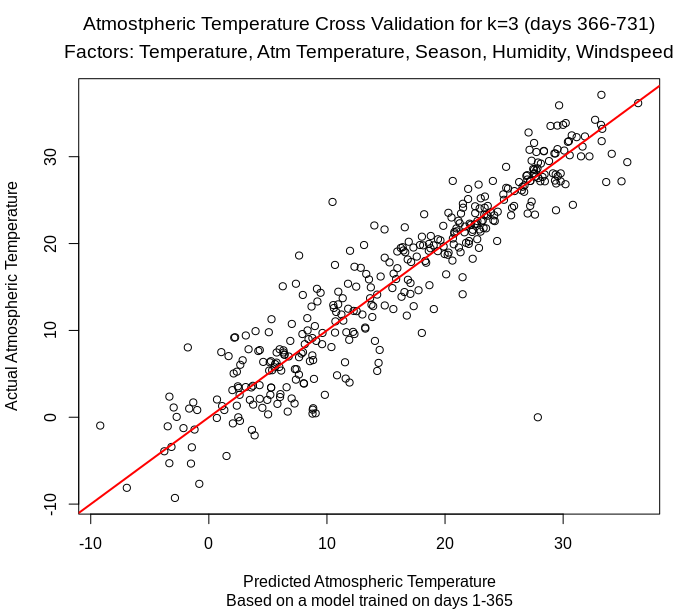 Atmostpheric Temperature Cross Validation for k=3 (days 366-731)
Factors: Temperature, Atm Temperature, Season, Humidity, Windspeed
Actual Atmospheric Temperature
30
20
10
0
-10
-10 0 10 20 30
Predicted Atmospheric Temperature
Based on a model trained on days 1-365